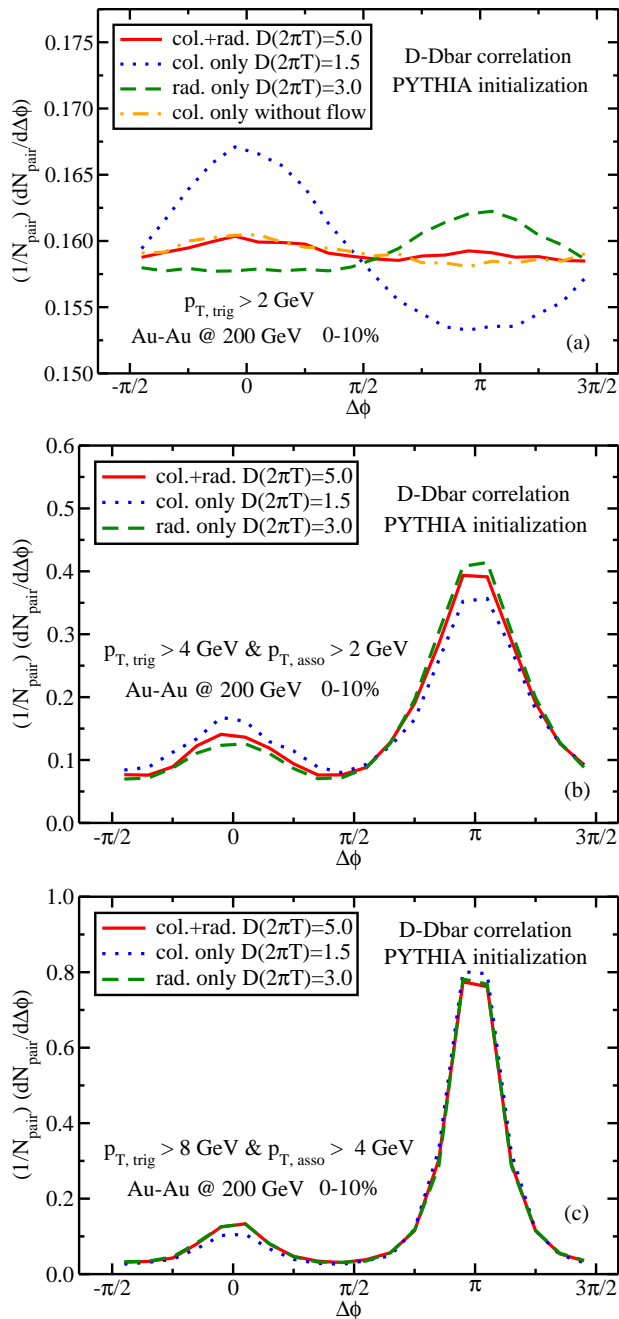 0.175
0.170
0.165
0.160
0.155
0.150
(1/N_pair) (dN_pair/dΔϕ)
col.+rad. D(2πT)=5.0
col. only D(2πT)=1.5
rad. only D(2πT)=3.0
col. only without flow
D-Dbar correlation
PYTHIA initialization
p_T, trig > 2 GeV
Au-Au @ 200 GeV 0-10%
(a)
-π/2 0 π/2 π 3π/2
Δϕ
0.6
0.5
0.4
0.3
0.2
0.1
0.0
(1/N_pair) (dN_pair/dΔϕ)
col.+rad. D(2πT)=5.0
col. only D(2πT)=1.5
rad. only D(2πT)=3.0
D-Dbar correlation
PYTHIA initialization
p_T, trig > 4 GeV & p_T, asso > 2 GeV
Au-Au @ 200 GeV 0-10%
(b)
-π/2 0 π/2 π 3π/2
Δϕ
1.0
0.8
0.6
0.4
0.2
0.0
(1/N_pair) (dN_pair/dΔϕ)
col.+rad. D(2πT)=5.0
col. only D(2πT)=1.5
rad. only D(2πT)=3.0
D-Dbar correlation
PYTHIA initialization
p_T, trig > 8 GeV & p_T, asso > 4 GeV
Au-Au @ 200 GeV 0-10%
(c)
-π/2 0 π/2 π 3π/2
Δϕ